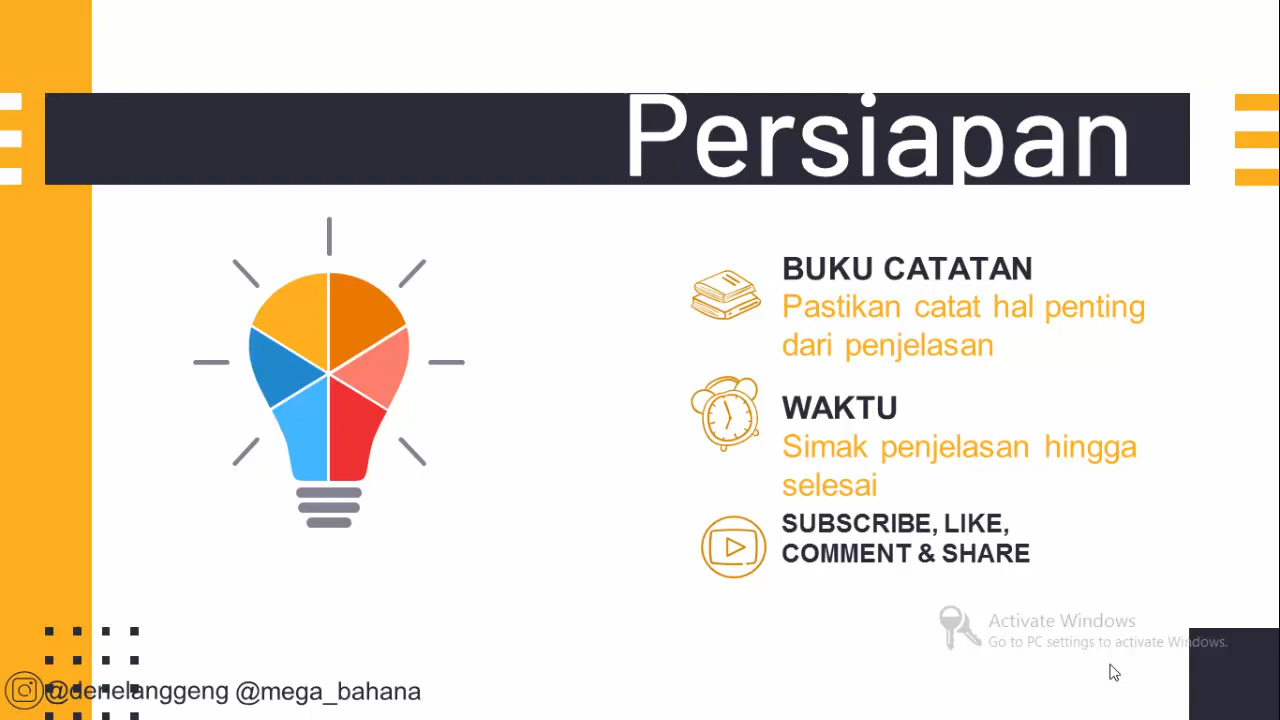 Persiapan
BUKU CATATAN
Pastikan catat hal penting
dari penjelasan
WAKTU
Simak penjelasan hingga
selesai
SUBSCRIBE, LIKE,
COMMENT & SHARE
Activate Windows
Go to PC settings to activate Windows.
@denelanggeng @mega_bahana